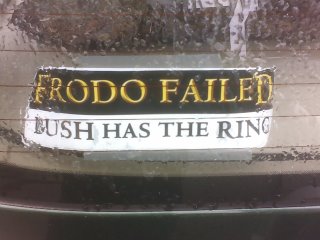 FRODO FAILED
BUSH HAS THE RING